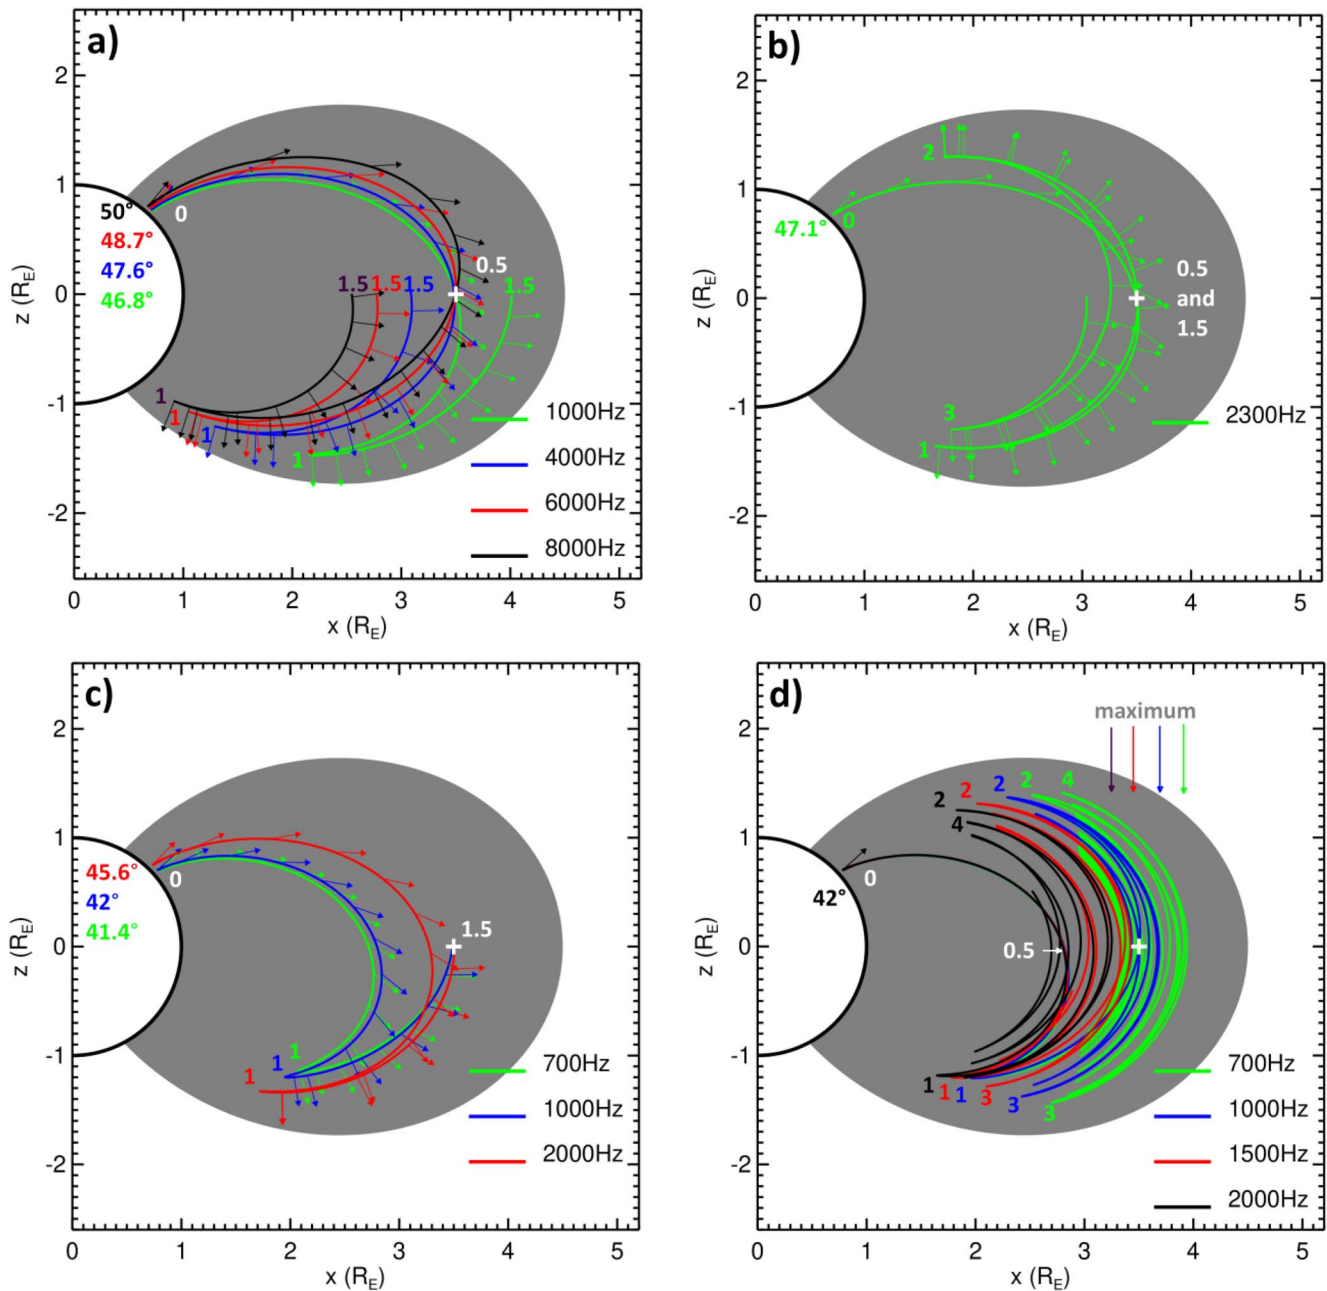 a)
2
1
0
-1
-2
z (R_E)
50°
48.7°
47.6°
46.8°
0
0.5
1.5 1.5 1.5 1.5
1
1
1
1
1000Hz
4000Hz
6000Hz
8000Hz
0 1 2 3 4 5
x (R_E)
b)
2
1
0
-1
-2
z (R_E)
2
47.1°
0
0.5
and
1.5
3
1
2300Hz
0 1 2 3 4 5
x (R_E)
c)
2
1
0
-1
-2
z (R_E)
45.6°
42°
41.4°
0
1.5
1
1
1
700Hz
1000Hz
2000Hz
0 1 2 3 4 5
x (R_E)
d)
maximum
2
1
0
-1
-2
z (R_E)
2 2 2 2 4
4
0
42°
0.5
1 1 1 3 3 3
700Hz
1000Hz
1500Hz
2000Hz
0 1 2 3 4 5
x (R_E)